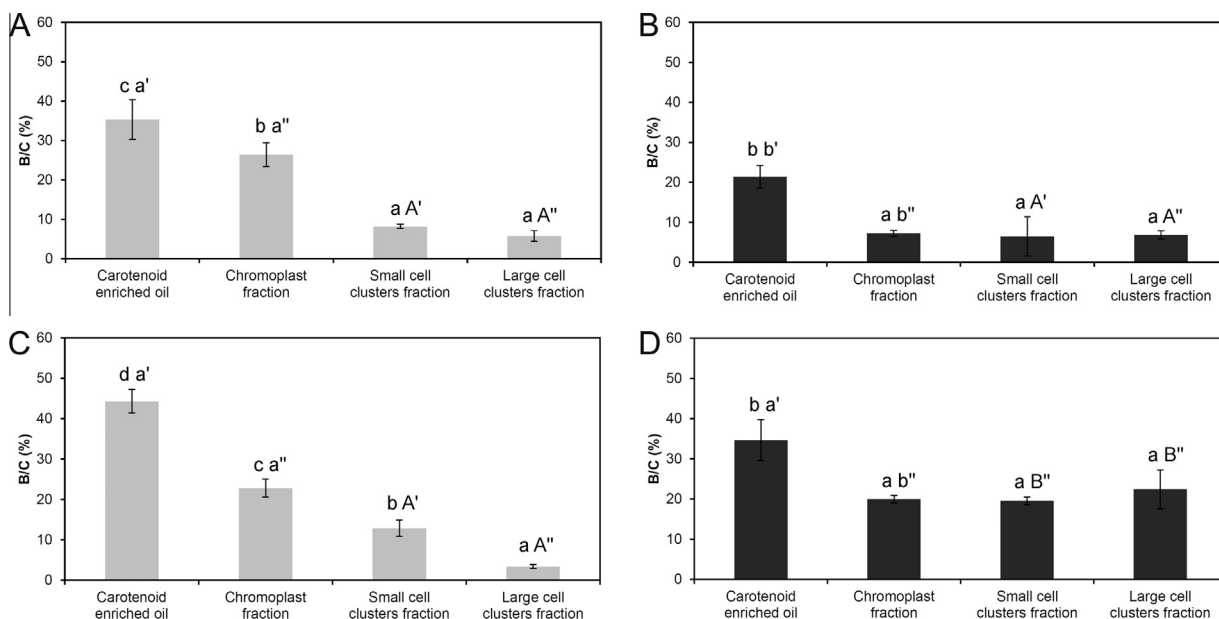 A
B/C (%)
60
50
40
30
20
10
0
c a'
b a"
a A'
a A"
Carotenoid
enriched oil
Chromoplast
fraction
Small cell
clusters fraction
Large cell
clusters fraction
B
B/C (%)
60
50
40
30
20
10
0
b b'
a b"
a A'
a A"
Carotenoid
enriched oil
Chromoplast
fraction
Small cell
clusters fraction
Large cell
clusters fraction
C
B/C (%)
60
50
40
30
20
10
0
d a'
c a"
b A'
a A"
Carotenoid
enriched oil
Chromoplast
fraction
Small cell
clusters fraction
Large cell
clusters fraction
D
B/C (%)
60
50
40
30
20
10
0
b a'
a b"
a B"
a B"
Carotenoid
enriched oil
Chromoplast
fraction
Small cell
clusters fraction
Large cell
clusters fraction